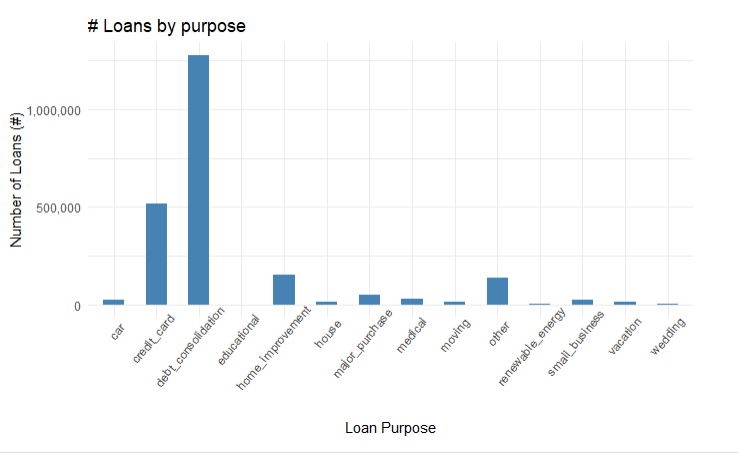 # Loans by purpose
Number of Loans (#)
1,000,000
500,000
0
car
credit_card
debt_consolidation
educational
home_improvement
house
major_purchase
medical
moving
other
renewable_energy
small_business
vacation
wedding
Loan Purpose